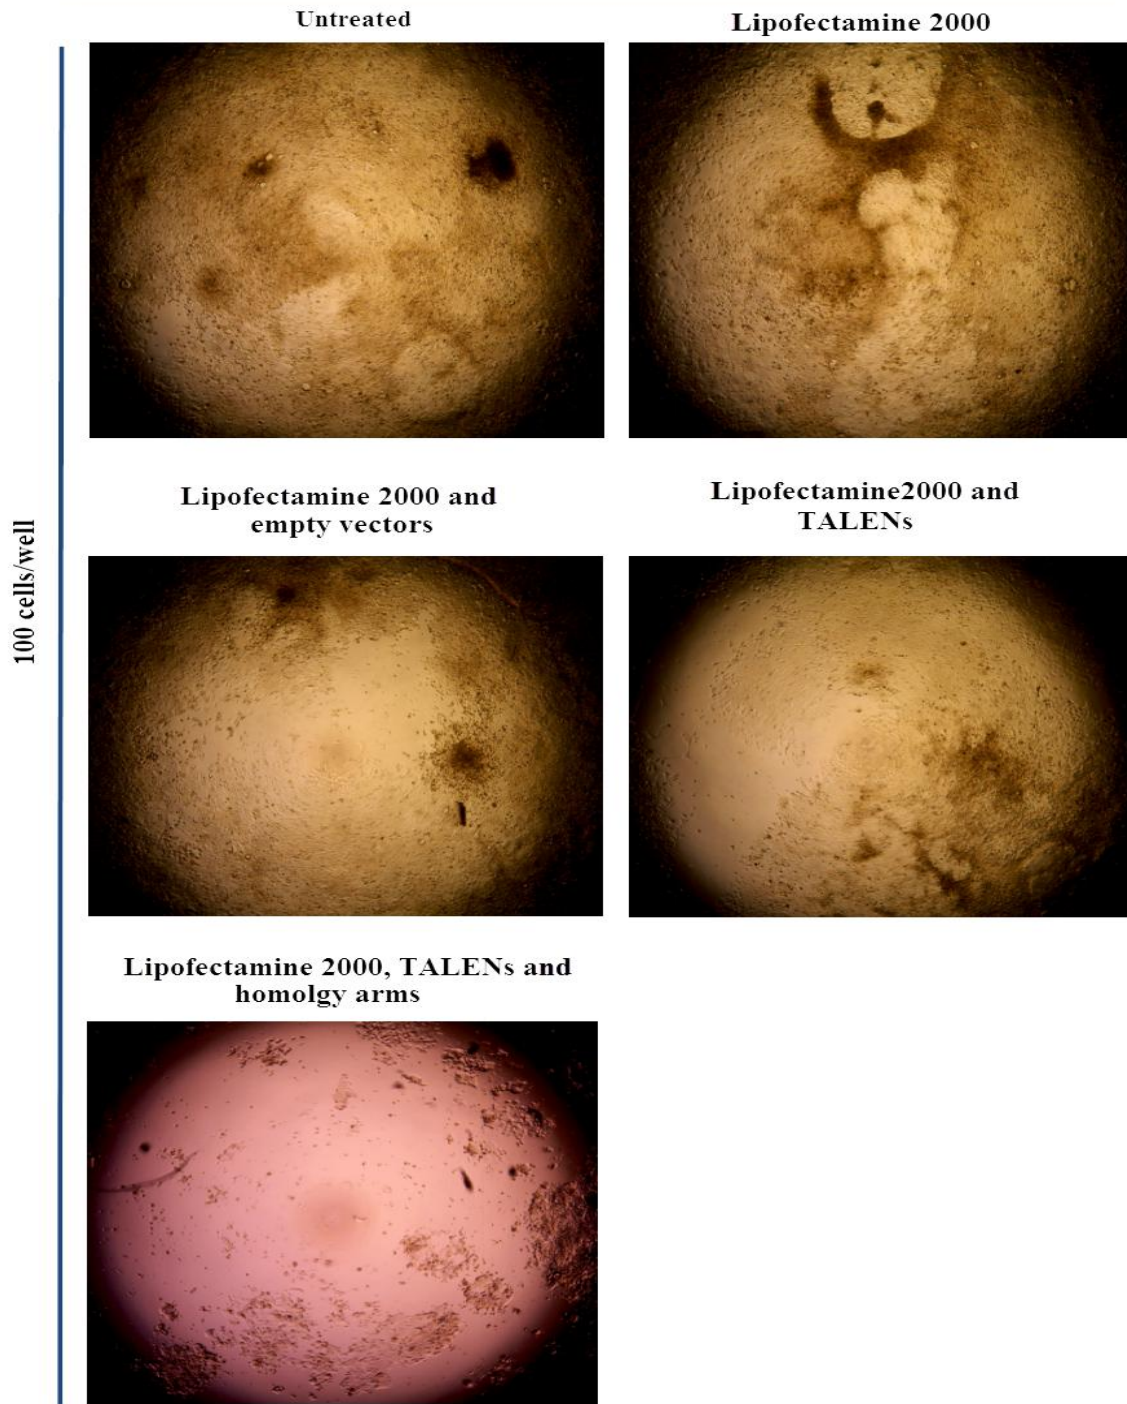 Untreated
Lipofectamine 2000
Lipofectamine 2000 and
empty vectors
Lipofectamine2000 and
TALENs
100 cells/well
Lipofectamine 2000, TALENs and
homolgy arms